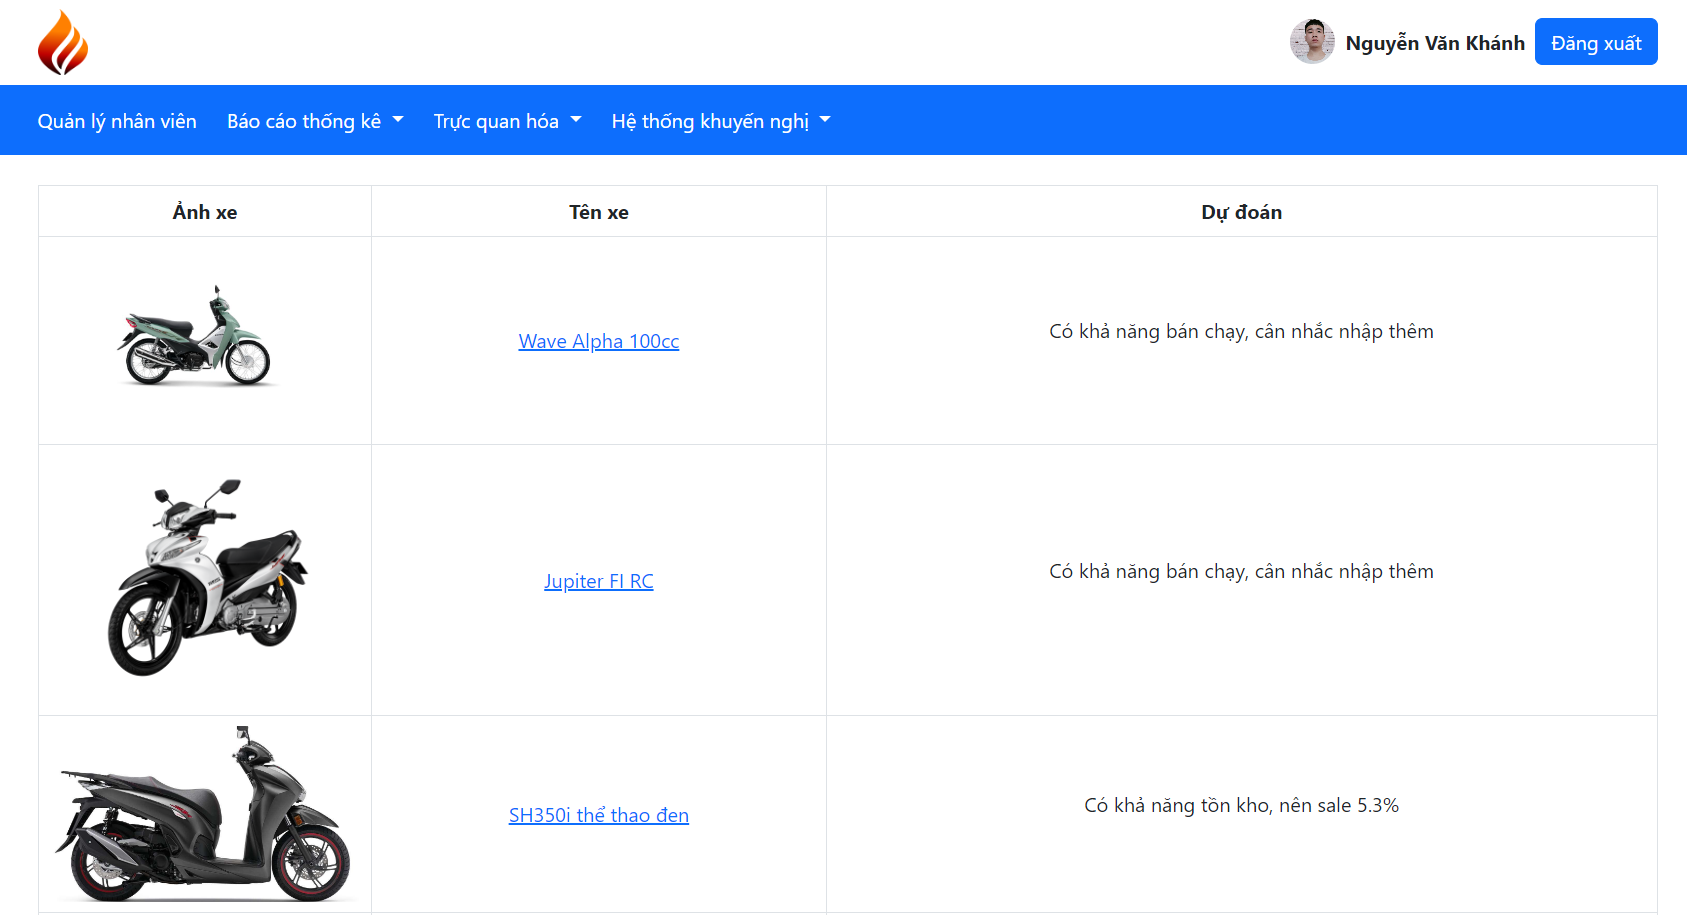 Nguyễn Văn Khánh
Đăng xuất
Quản lý nhân viên
Báo cáo thống kê
Trực quan hóa
Hệ thống khuyến nghị
Ảnh xe
Tên xe
Dự đoán
Wave Alpha 100cc
Có khả năng bán chạy, cân nhắc nhập thêm
Jupiter FI RC
Có khả năng bán chạy, cân nhắc nhập thêm
SH350i thể thao đen
Có khả năng tồn kho, nên sale 5.3%